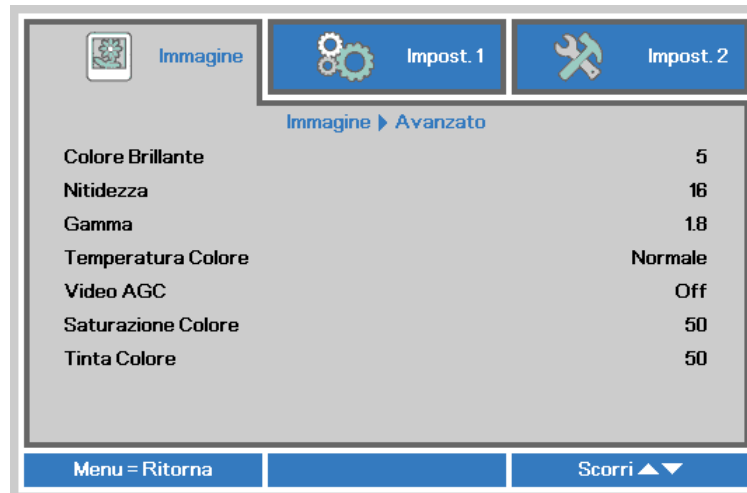 Immagine
Impost. 1
Impost. 2
Immagine ▶ Avanzato
Colore Brillante 5
Nitidezza 16
Gamma 1.8
Temperatura Colore Normale
Video AGC Off
Saturazione Colore 50
Tinta Colore 50
Menu = Ritorna
Scorri ▲▼